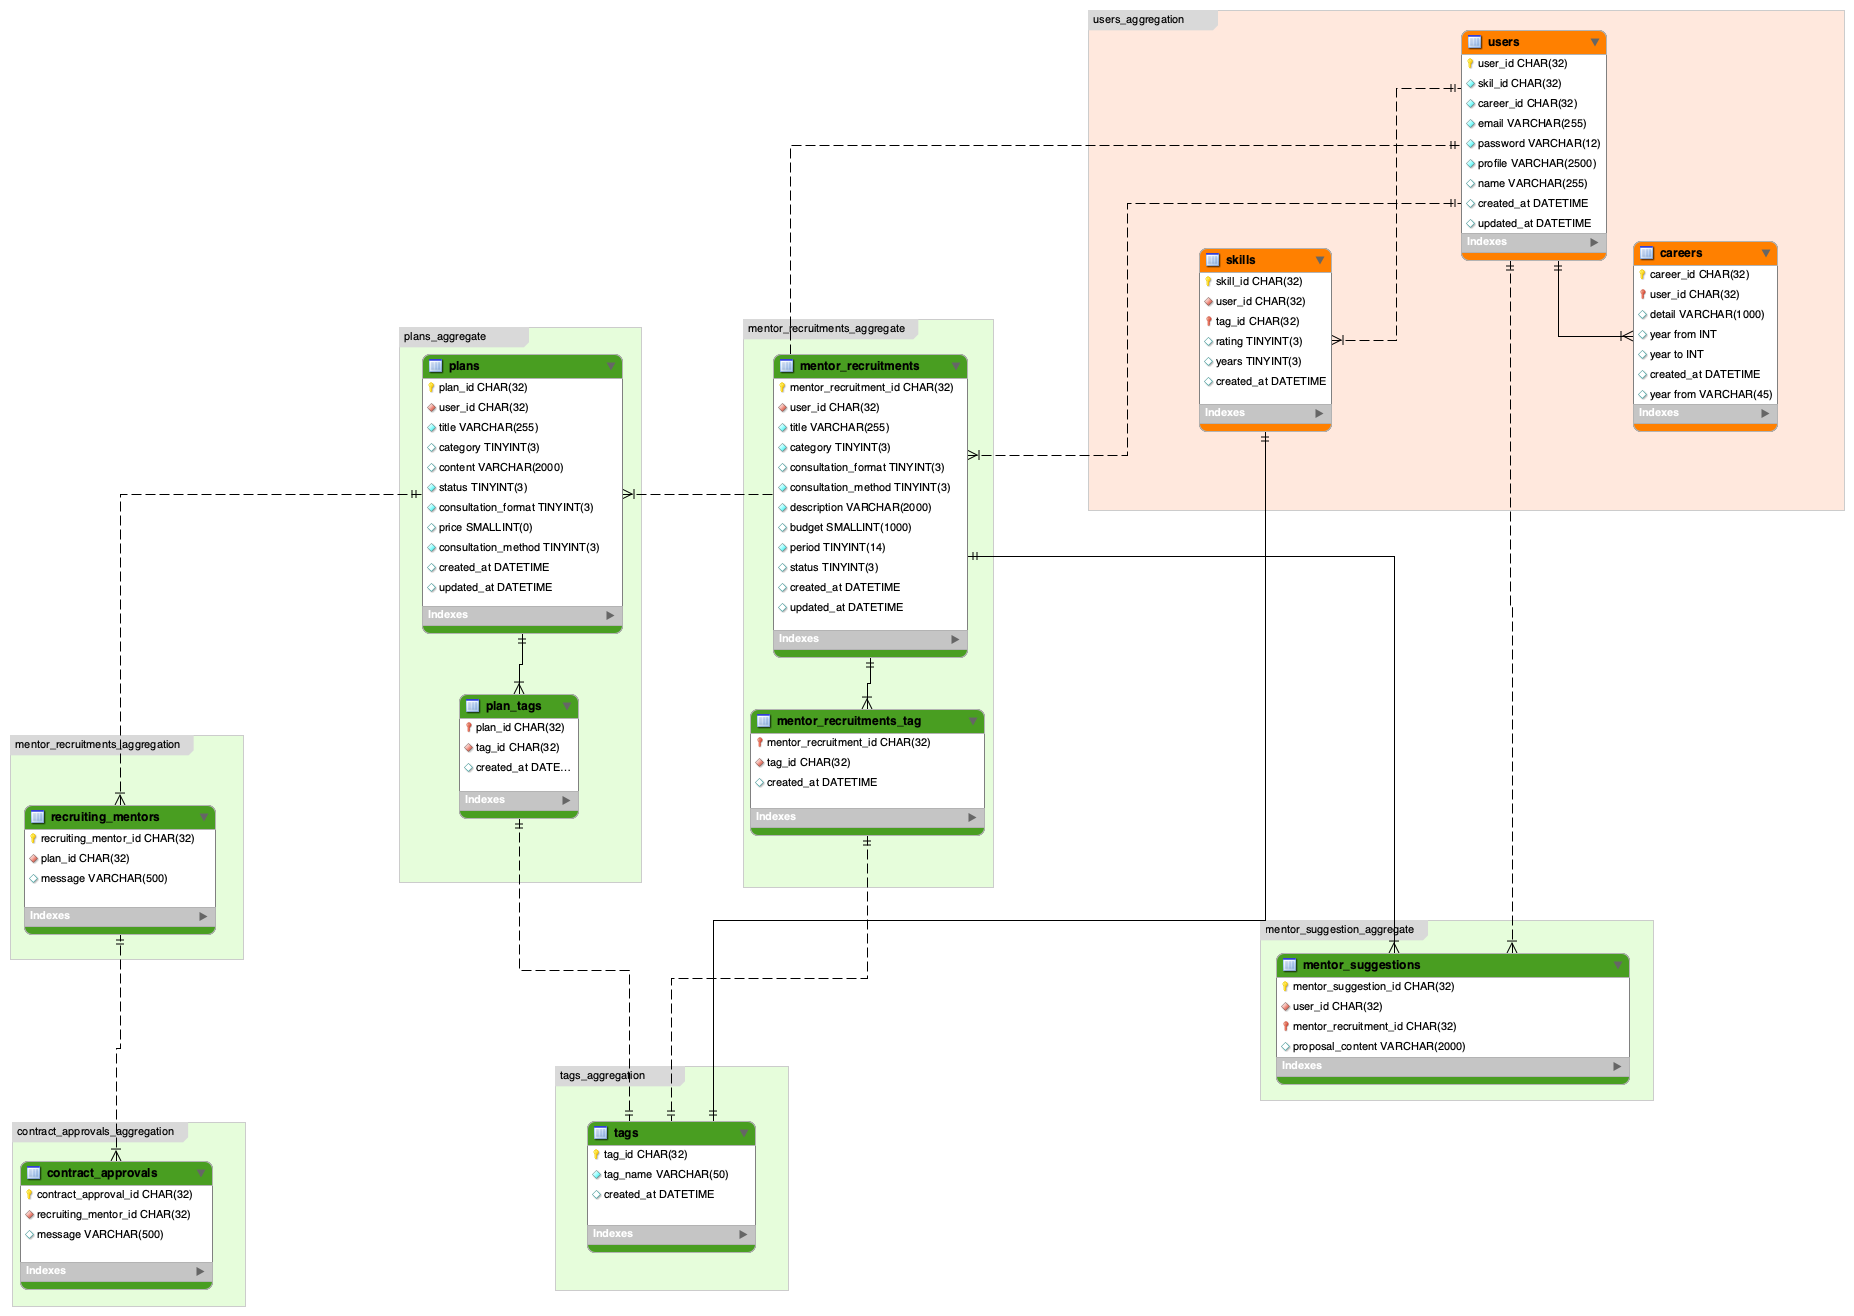 users_aggregation
users
user_id CHAR(32)
skil_id CHAR(32)
career_id CHAR(32)
email VARCHAR(255)
password VARCHAR(12)
profile VARCHAR(2500)
name VARCHAR(255)
created_at DATETIME
updated_at DATETIME
Indexes
skills
skill_id CHAR(32)
user_id CHAR(32)
tag_id CHAR(32)
rating TINYINT(3)
years TINYINT(3)
created_at DATETIME
Indexes
careers
career_id CHAR(32)
user_id CHAR(32)
detail VARCHAR(1000)
year from INT
year to INT
created_at DATETIME
year from VARCHAR(45)
Indexes
plans_aggregate
plans
plan_id CHAR(32)
user_id CHAR(32)
title VARCHAR(255)
category TINYINT(3)
content VARCHAR(2000)
status TINYINT(3)
consultation_format TINYINT(3)
price SMALLINT(0)
consultation_method TINYINT(3)
created_at DATETIME
updated_at DATETIME
Indexes
plan_tags
plan_id CHAR(32)
tag_id CHAR(32)
created_at DATE...
Indexes
mentor_recruitments_aggregate
mentor_recruitments
mentor_recruitment_id CHAR(32)
user_id CHAR(32)
title VARCHAR(255)
category TINYINT(3)
consultation_format TINYINT(3)
consultation_method TINYINT(3)
description VARCHAR(2000)
budget SMALLINT(1000)
period TINYINT(14)
status TINYINT(3)
created_at DATETIME
updated_at DATETIME
Indexes
mentor_recruitments_tag
mentor_recruitment_id CHAR(32)
tag_id CHAR(32)
created_at DATETIME
Indexes
mentor_recruitments_aggregation
recruiting_mentors
recruiting_mentor_id CHAR(32)
plan_id CHAR(32)
message VARCHAR(500)
Indexes
mentor_suggestion_aggregate
mentor_suggestions
mentor_suggestion_id CHAR(32)
user_id CHAR(32)
mentor_recruitment_id CHAR(32)
proposal_content VARCHAR(2000)
Indexes
tags_aggregation
tags
tag_id CHAR(32)
tag_name VARCHAR(50)
created_at DATETIME
Indexes
contract_approvals_aggregation
contract_approvals
contract_approval_id CHAR(32)
recruiting_mentor_id CHAR(32)
message VARCHAR(500)
Indexes